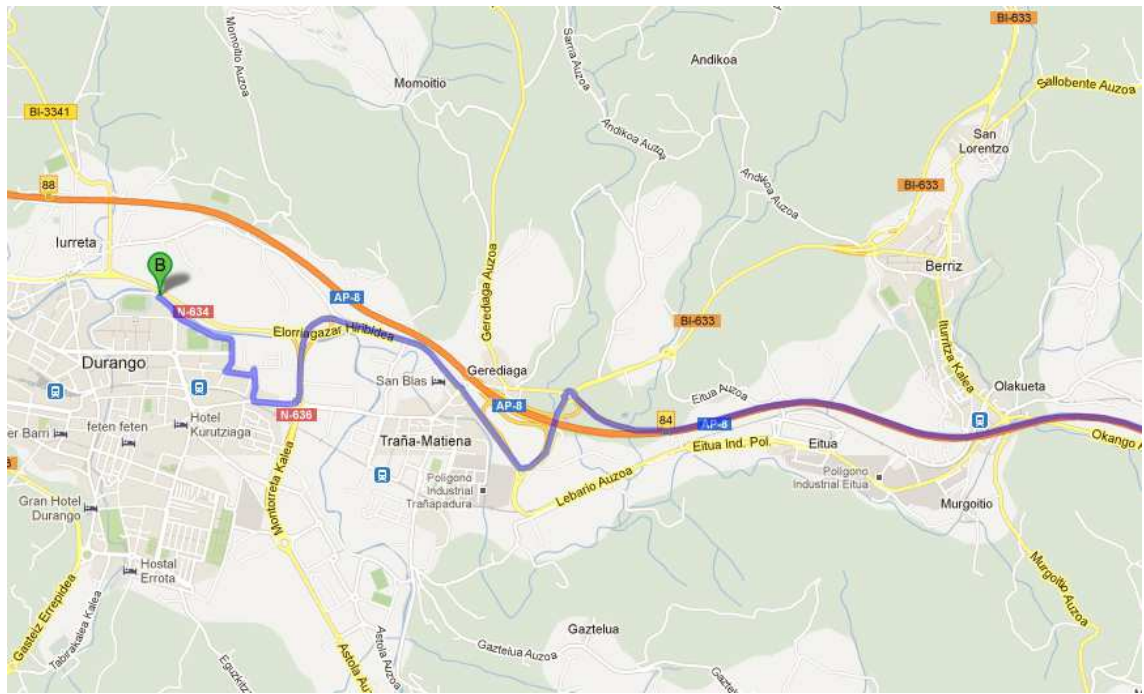 BI-633
Momoitio Auzoa
Sarria Auzoa
Andikoa
Momoitio
Sallobente Auzoa
BI-3341
Andikoa Auzoa
San
Lorentzo
Andikoa Auzoa
88
BI-633
Iurreta
Gerediaga Auzoa
B
Berriz
AP-8
N-634
BI-633
Elorriagazar Hiribidea
Iturritza Kalea
Durango
Gerediaga
San Blas
Eitua Auzoa
Olakueta
AP-8
N-636
84
AP-8
Hotel
Kurutziaga
feten feten
er Barri
Traña-Matiena
Eitua Ind. Pol.
Eitua
Okango A
Montorreta Kalea
Poligono
Industrial
Trañapadura
Lebario Auzoa
Poligono
Industrial Eitua
Murgoitio
Gran Hotel
Durango
Hostal
Errota
Murgoitio Auzoa
Gasteiz Errepidea
Tabirakalea Kalea
Eguzkitz
Astola Au
Astola Auzoa
Gaztelua
Gaztelua Auzoa
Gaztel